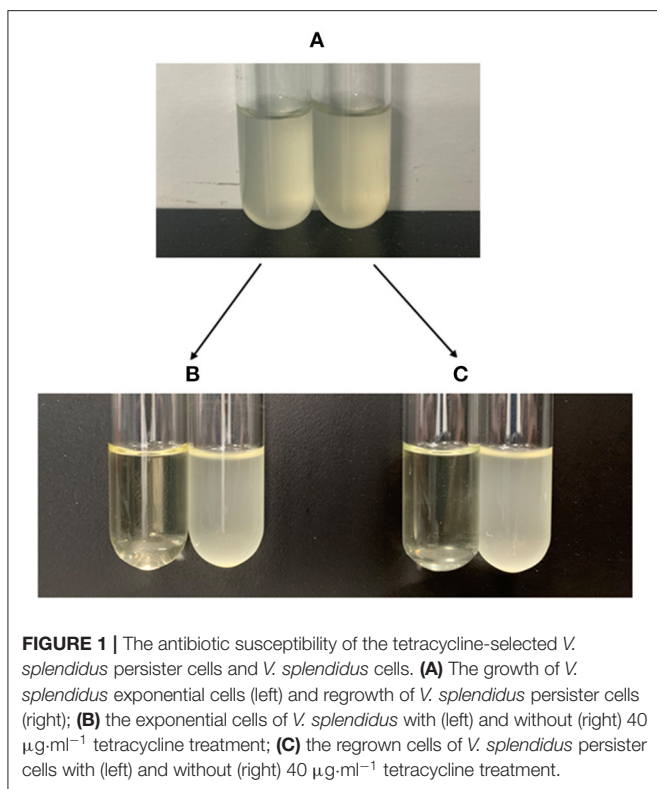 A
B
C
FIGURE 1 | The antibiotic susceptibility of the tetracycline-selected V.
splendidus persister cells and V. splendidus cells. (A) The growth of V.
splendidus exponential cells (left) and regrowth of V. splendidus persister cells
(right); (B) the exponential cells of V. splendidus with (left) and without (right) 40
μg·ml⁻¹ tetracycline treatment; (C) the regrown cells of V. splendidus persister
cells with (left) and without (right) 40 μg·ml⁻¹ tetracycline treatment.